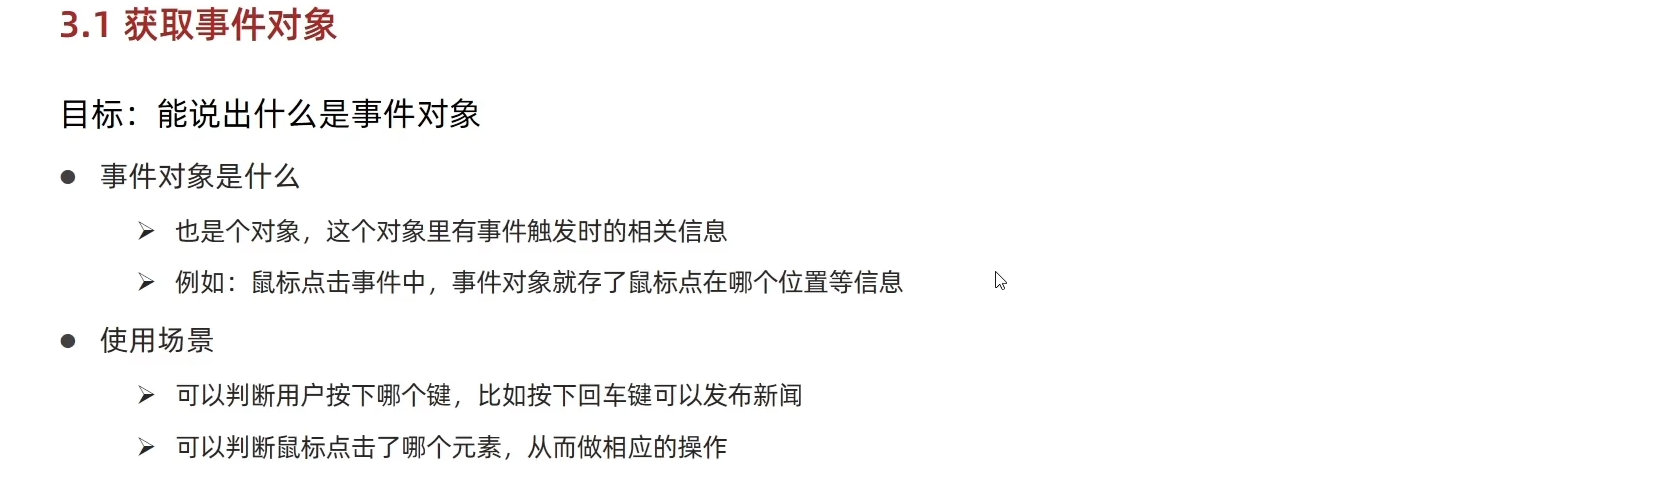 3.1 获取事件对象
目标：能说出什么是事件对象
事件对象是什么
也是个对象，这个对象里有事件触发时的相关信息
例如：鼠标点击事件中，事件对象就存了鼠标点在哪个位置等信息
使用场景
可以判断用户按下哪个键，比如按下回车键可以发布新闻
可以判断鼠标点击了哪个元素，从而做相应的操作